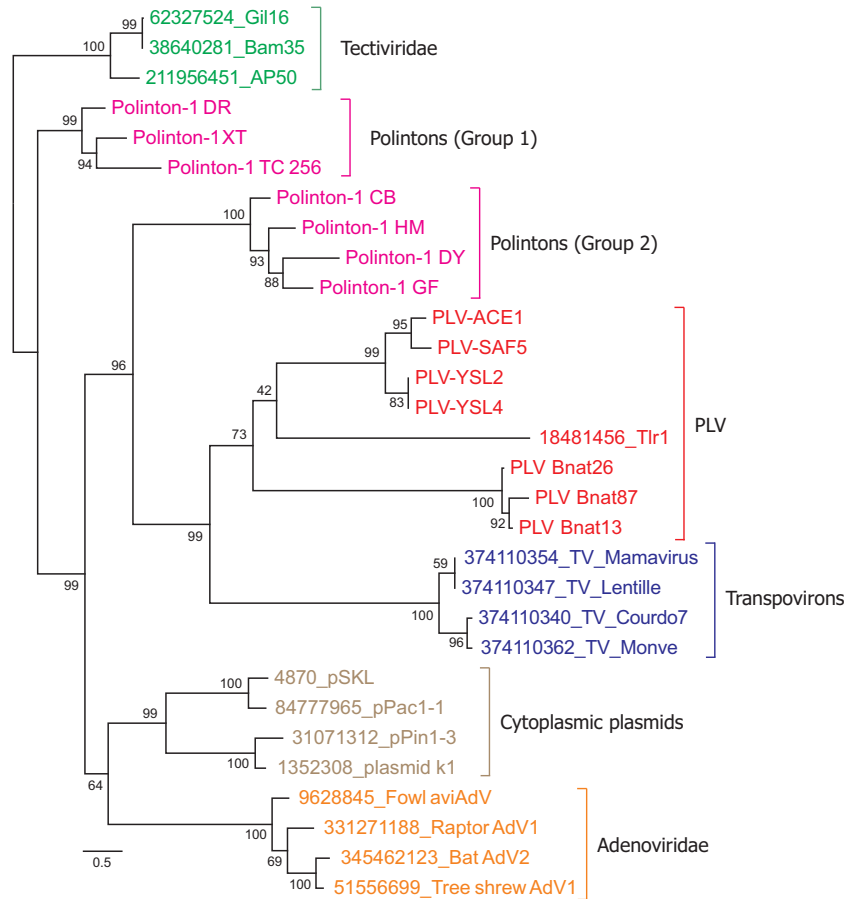 99
62327524_Gil16
38640281_Bam35
100
211956451_AP50
Tectiviridae
Polinton-1 DR
99
Polinton-1XT
94
Polinton-1 TC 256
Polintons (Group 1)
Polinton-1 CB
100
Polinton-1 HM
93
Polinton-1 DY
88
Polinton-1 GF
Polintons (Group 2)
96
PLV-ACE1
95
PLV-SAF5
99
PLV-YSL2
83
PLV-YSL4
42
18481456_Tlr1
73
PLV Bnat26
100
PLV Bnat87
92
PLV Bnat13
PLV
99
374110354_TV_Mamavirus
59
374110347_TV_Lentille
100
374110340_TV_Courdo7
96
374110362_TV_Monve
Transpovirons
99
4870_pSKL
100
84777965_pPac1-1
99
31071312_pPin1-3
100
1352308_plasmid k1
Cytoplasmic plasmids
64
9628845_Fowl aviAdV
100
331271188_Raptor AdV1
69
345462123_Bat AdV2
100
51556699_Tree shrew AdV1
Adenoviridae
0.5